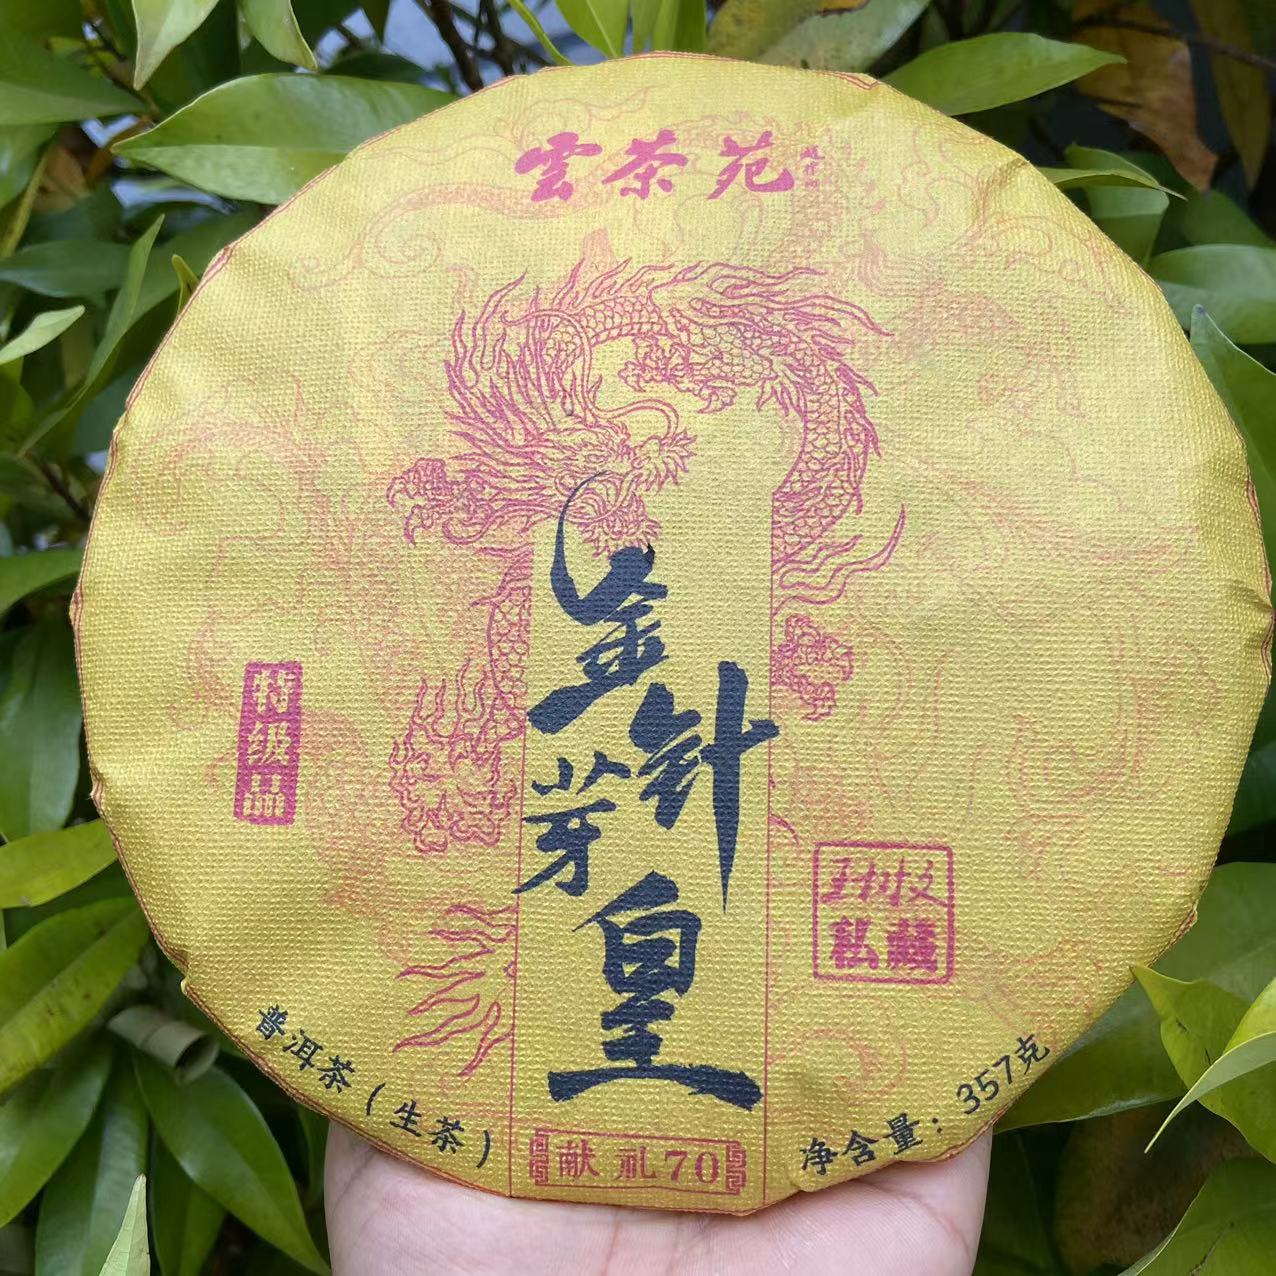 雲茶苑
金针
芽皇
特级品
私藏
普洱茶(生茶)
献礼70
净含量:357克